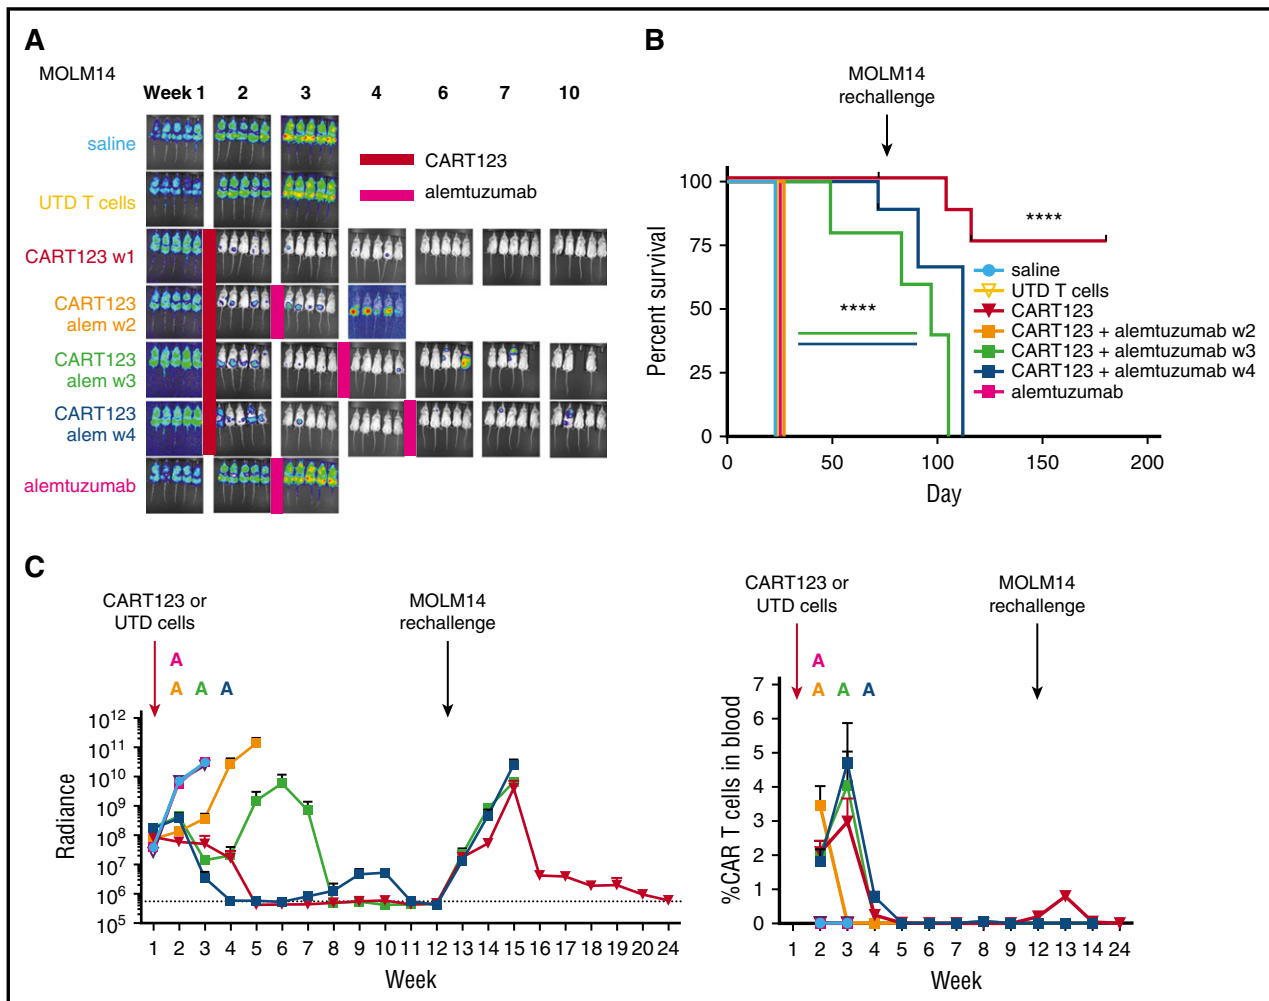 A
MOLM14
Week 1 2 3 4 6 7 10
saline
UTD T cells
CART123 w1
CART123
alem w2
CART123
alem w3
CART123
alem w4
alemtuzumab
CART123
alemtuzumab
B
MOLM14
rechallenge
Percent survival
100
75
50
25
0
0 50 100 150 200
Day
****
****
saline
UTD T cells
CART123
CART123 + alemtuzumab w2
CART123 + alemtuzumab w3
CART123 + alemtuzumab w4
alemtuzumab
C
CART123 or
UTD cells
MOLM14
rechallenge
A
A A A
Radiance
10¹²
10¹¹
10¹⁰
10⁹
10⁸
10⁷
10⁶
10⁵
1 2 3 4 5 6 7 8 9 10 11 12 13 14 15 16 17 18 19 20 24
Week
CART123 or
UTD cells
MOLM14
rechallenge
A
A A A
%CAR T cells in blood
7
6
5
4
3
2
1
0
1 2 3 4 5 6 7 8 9 12 13 14 24
Week